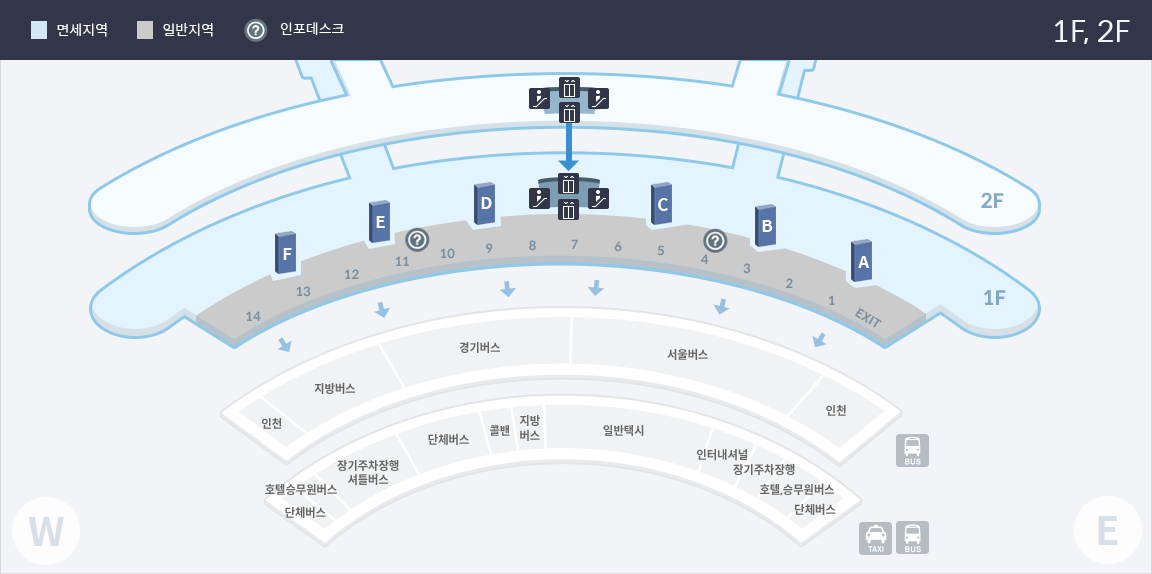 면세지역
일반지역
?
인포데스크
1F, 2F
2F
F
E
D
C
B
A
?
?
14
13
12
11
10
9
8
7
6
5
4
3
2
1
EXIT
1F
인천
지방버스
경기버스
서울버스
인천
BUS
호텔승무원버스
단체버스
장기주차장행
셔틀버스
단체버스
콜밴
지방
버스
일반택시
인터내셔널
장기주차장행
호텔,승무원버스
단체버스
TAXI
BUS
W
E